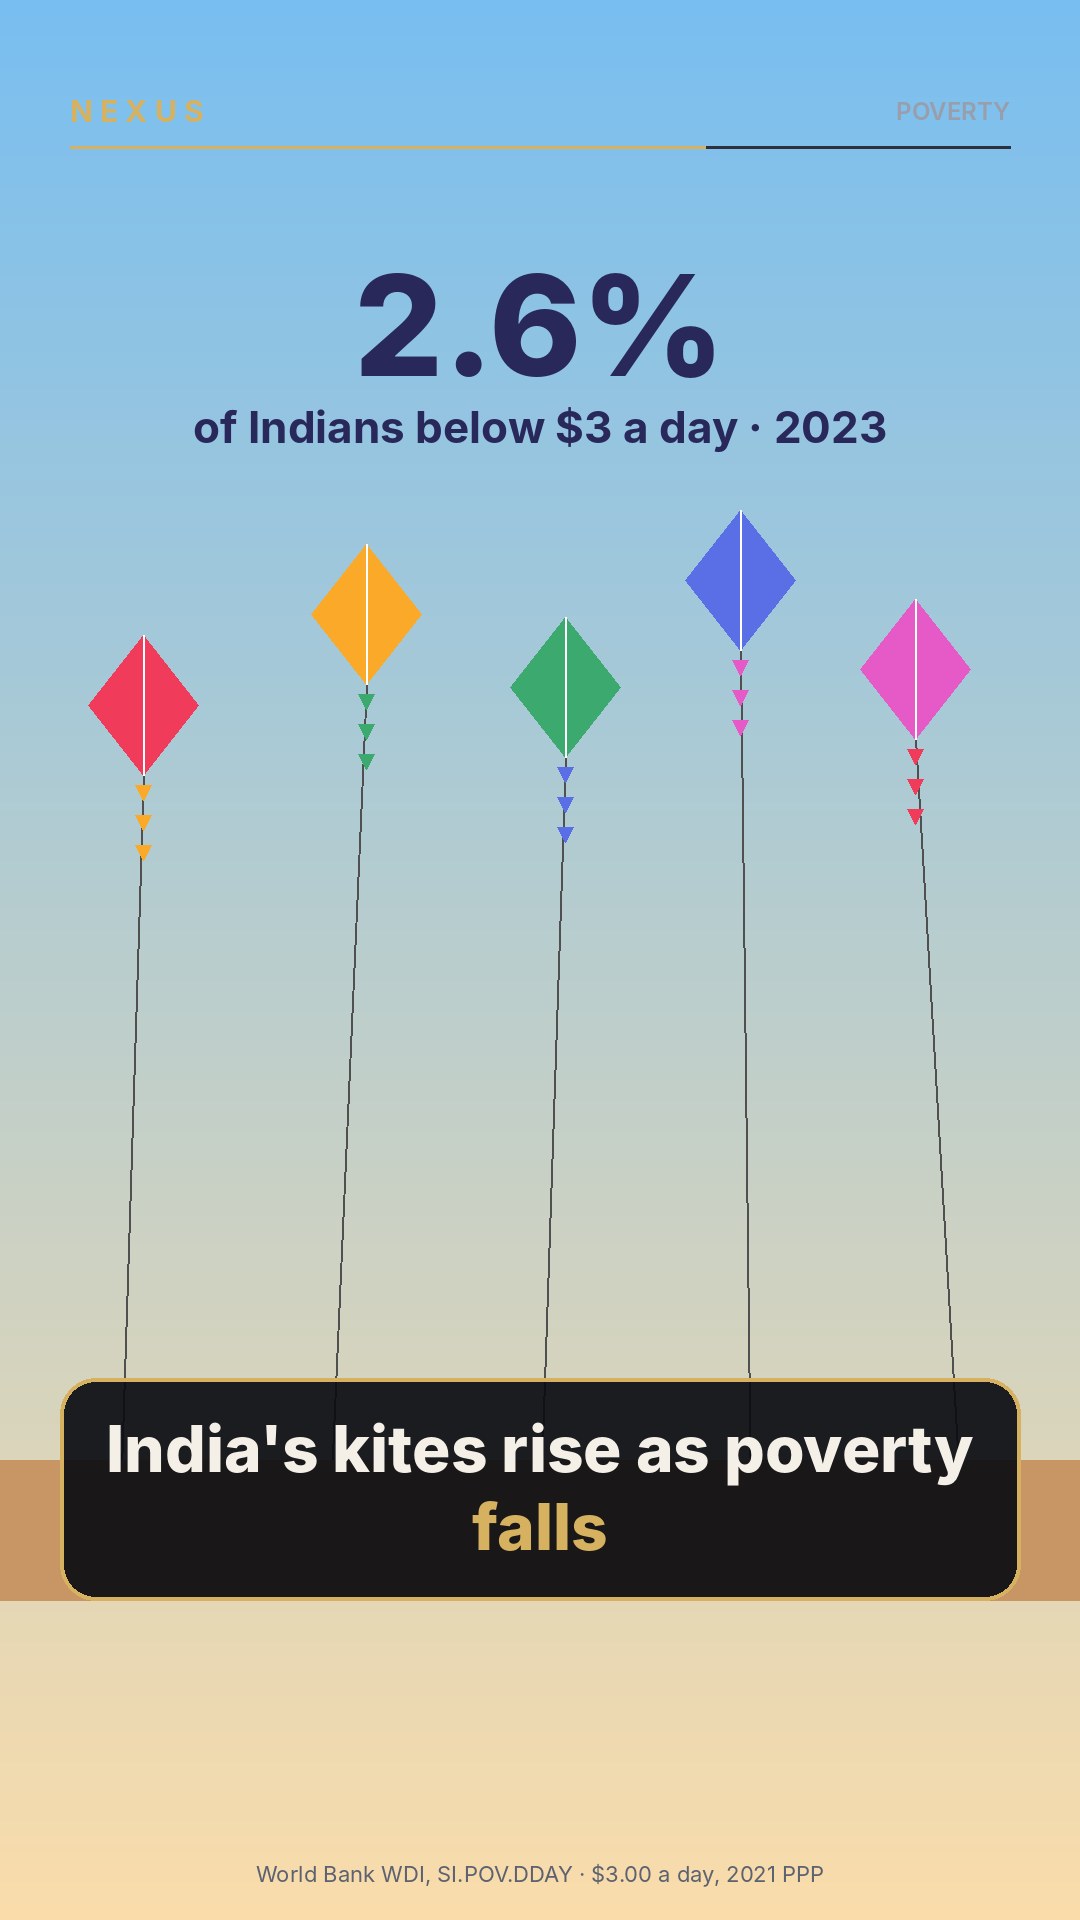 NEXUS
POVERTY
2.6%
of Indians below $3 a day · 2023
India's kites rise as poverty
falls
World Bank WDI, SI.POV.DDAY · $3.00 a day, 2021 PPP